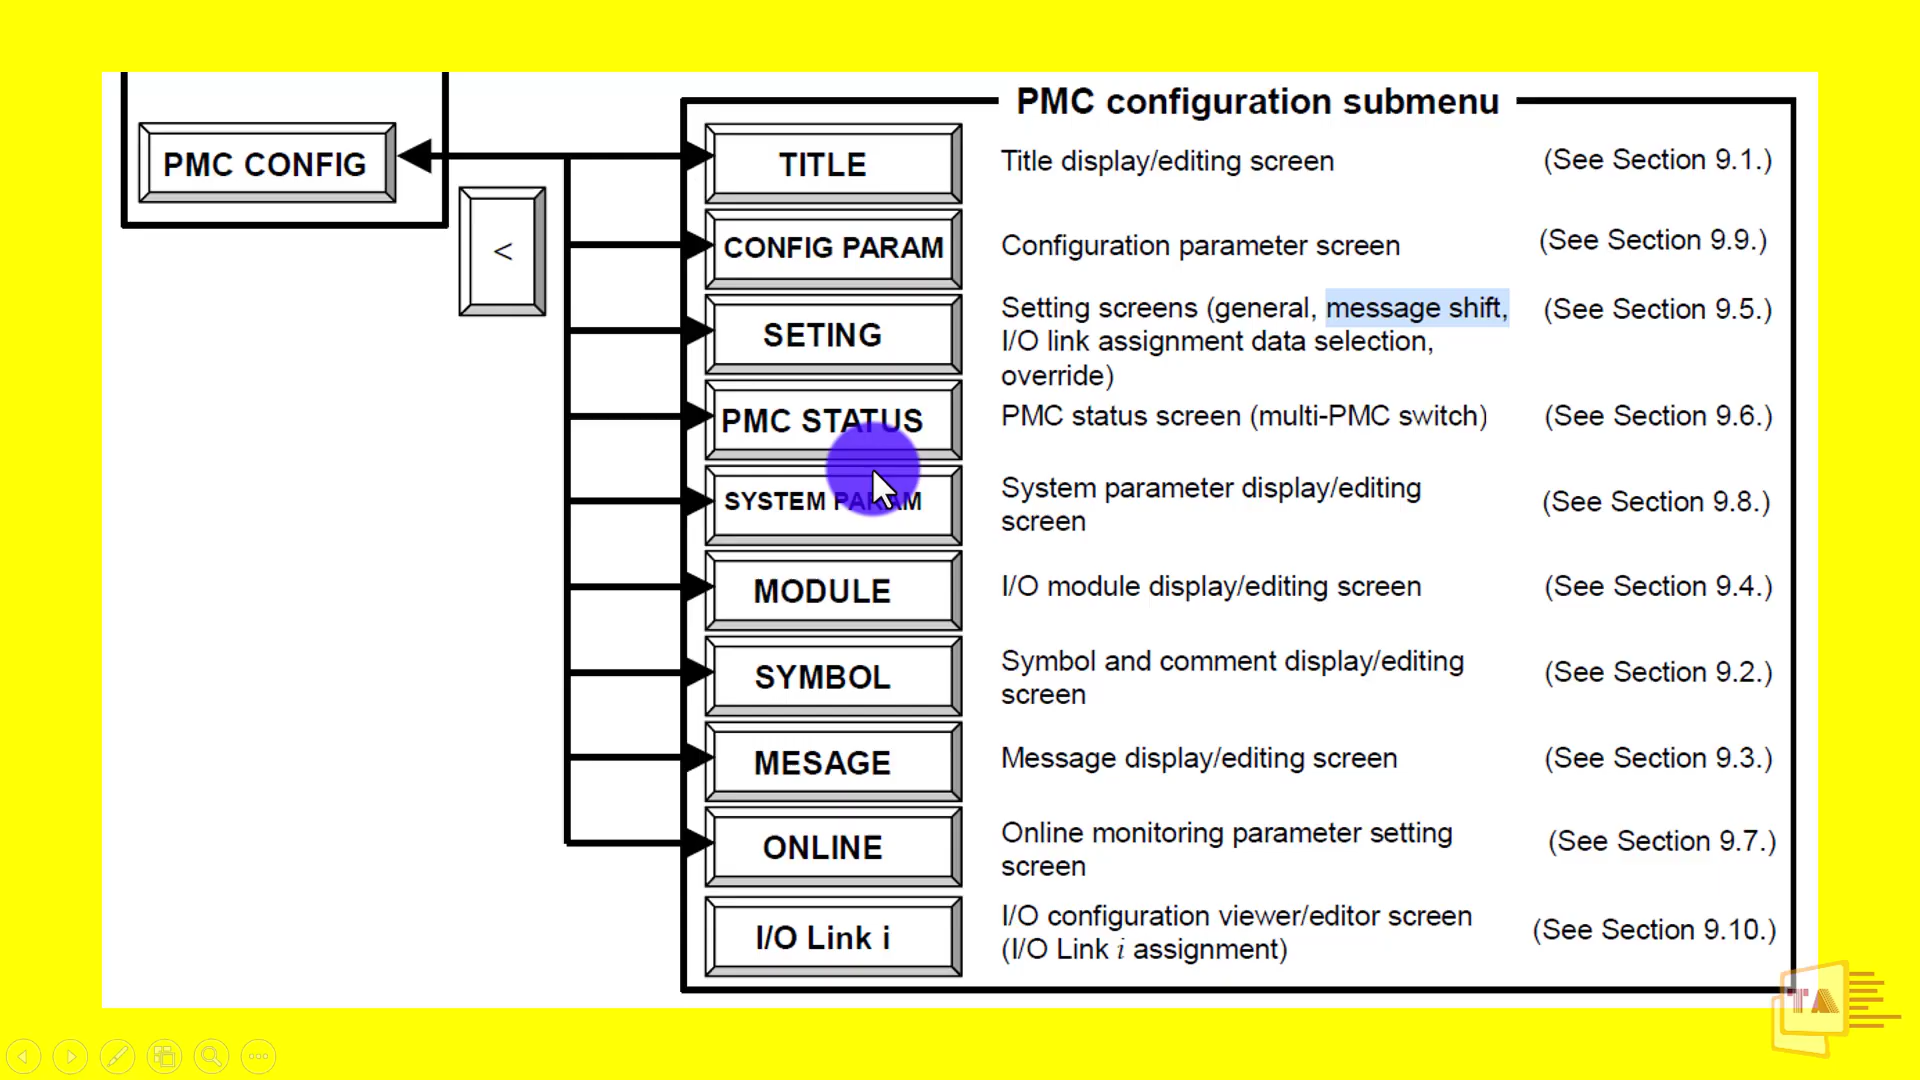 PMC configuration submenu
PMC CONFIG
<
TITLE
Title display/editing screen
(See Section 9.1.)
CONFIG PARAM
Configuration parameter screen
(See Section 9.9.)
SETING
Setting screens (general, message shift,
I/O link assignment data selection,
override)
(See Section 9.5.)
PMC STATUS
PMC status screen (multi-PMC switch)
(See Section 9.6.)
SYSTEM PARAM
System parameter display/editing
screen
(See Section 9.8.)
MODULE
I/O module display/editing screen
(See Section 9.4.)
SYMBOL
Symbol and comment display/editing
screen
(See Section 9.2.)
MESAGE
Message display/editing screen
(See Section 9.3.)
ONLINE
Online monitoring parameter setting
screen
(See Section 9.7.)
I/O Link i
I/O configuration viewer/editor screen
(I/O Link i assignment)
(See Section 9.10.)
TA